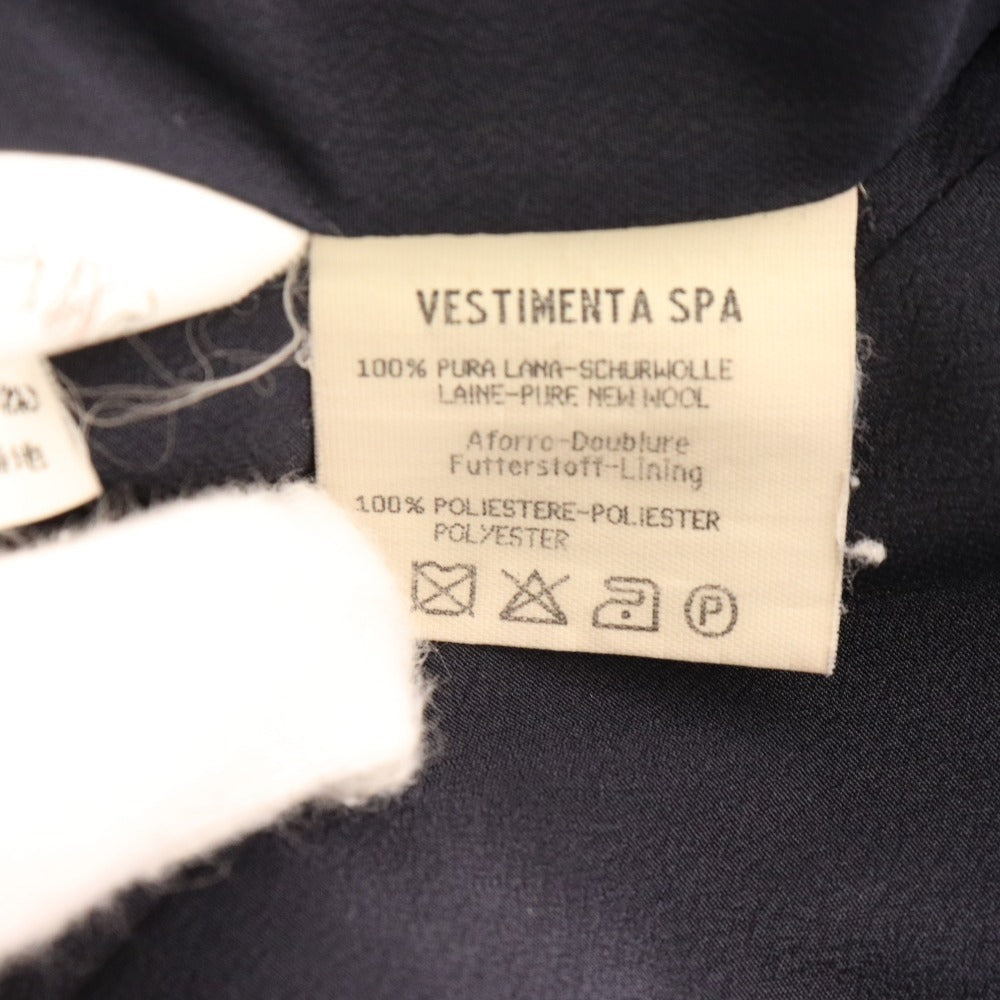 VESTIMENTA SPA
100% PURA LANA-SCHURWOLLE
LAINE-PURE NEW WOOL
Aforro-Doublure
Futterstoff-Lining
100% POLIESTERE-POLIESTER
POLYESTER
P